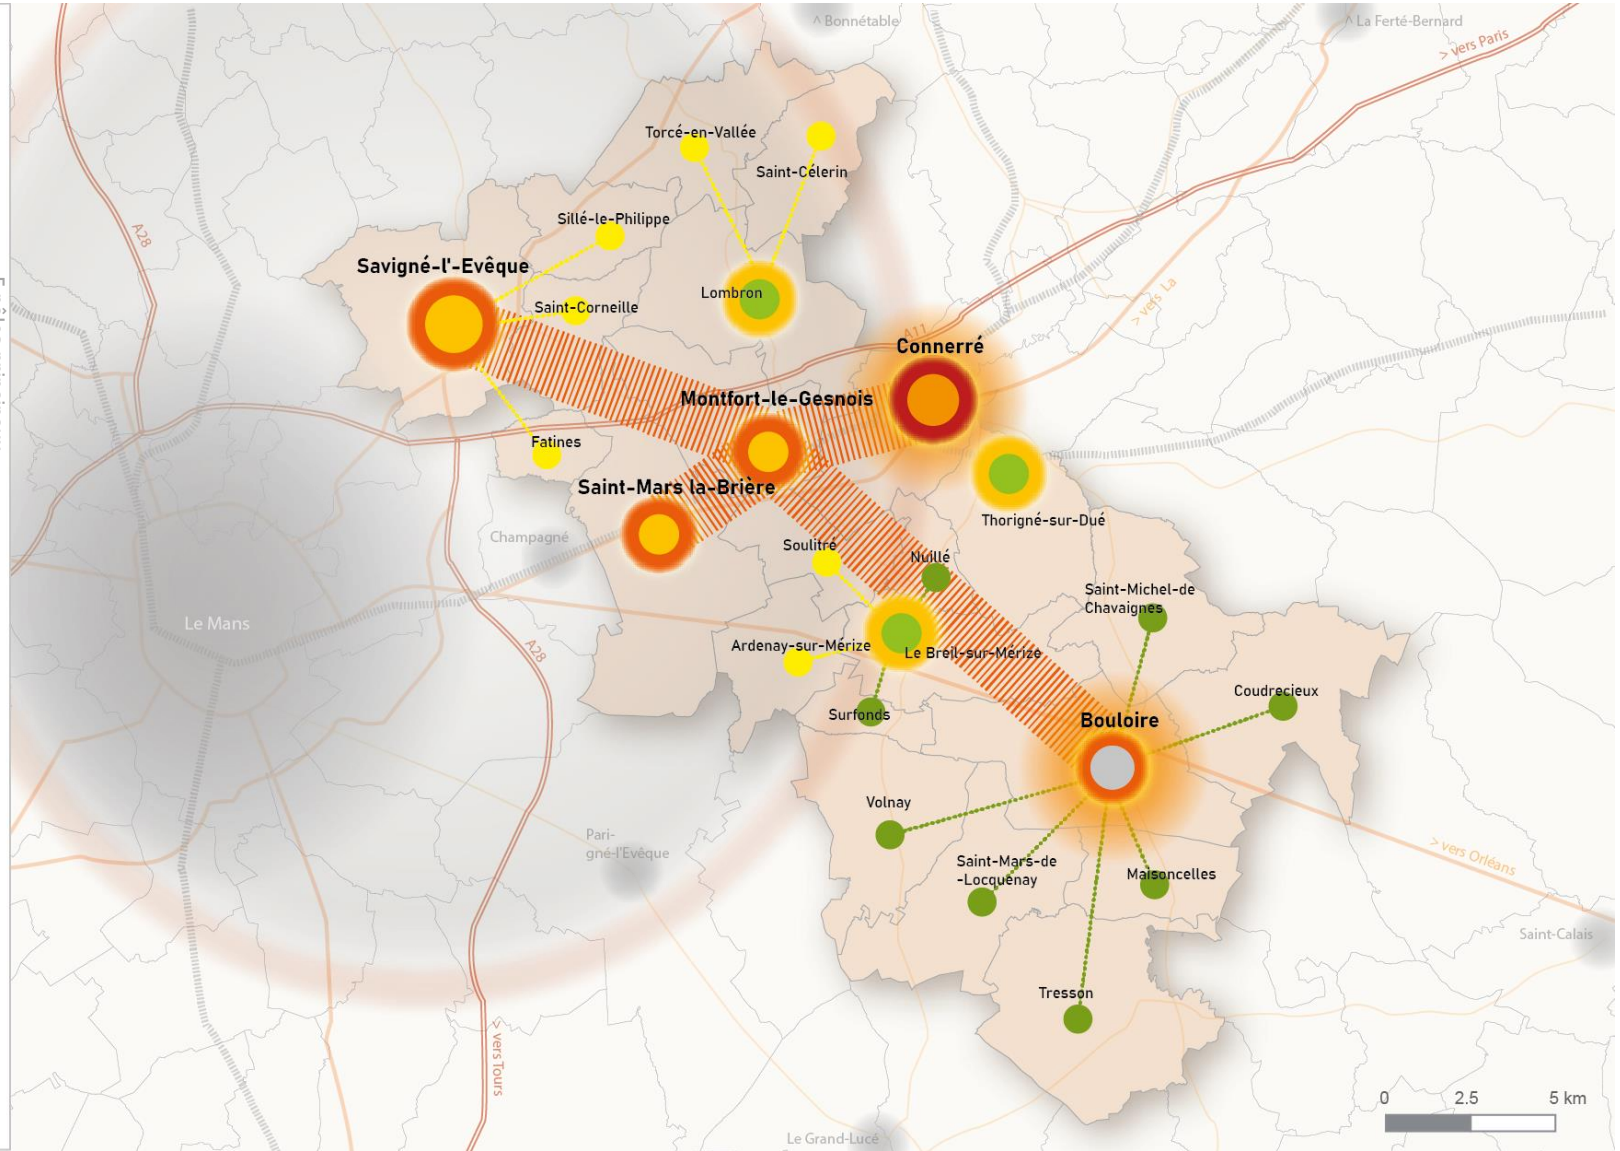 ^ Bonnétable
^ La Ferté-Bernard
> vers Paris
Torcé-en-Vallée
Saint-Célerin
Sillé-le-Philippe
A28
Savigné-l'-Evêque
Saint-Corneille
Lombron
> vers La
A11
Connerré
Montfort-le-Gesnois
Fatines
Saint-Mars la-Brière
Thorigné-sur-Dué
Champagné
Soulitré
Nuillé
Saint-Michel-de
Chavaignes
Le Mans
A28
Ardenay-sur-Mérize
Le Breil-sur-Mérize
Coudrecieux
Surfonds
Bouloire
Volnay
Pari-
gné-l'Evêque
> vers Orléans
Saint-Mars-de
-Locquenay
Maisoncelles
Saint-Calais
Tresson
> vers Tours
0 2.5 5 km
Le Grand-Lucé